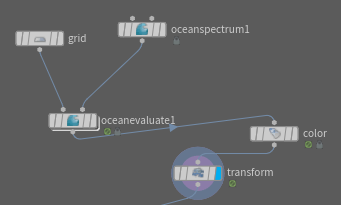 oceanspectrum1
grid
oceanevaluate1
color
transform